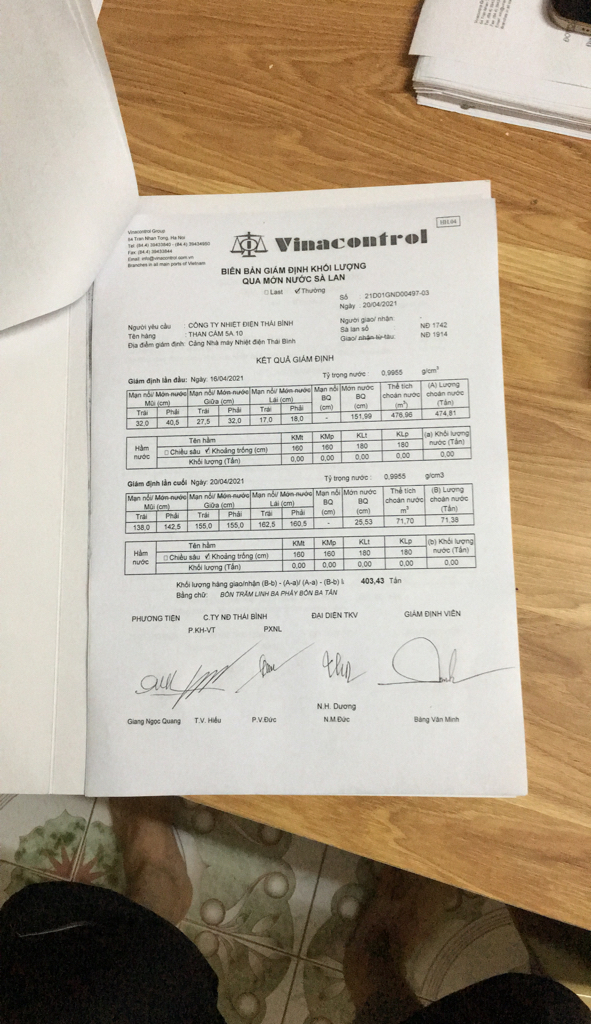 Vinacontrol Group
54 Tran Nhan Tong, Ha Noi
Tel: (84.4) 39433840 - (84.4) 39434950
Fax: (84.4) 39433844
Email: info@vinacontrol.com.vn
Branches in all main parts of Vietnam
Vinacontrol
BIÊN BẢN GIÁM ĐỊNH KHỐI LƯỢNG
QUA MỚN NƯỚC SÀ LAN
□ Last ✓Thường
Số 21D01GND00497-03
Ngày 20/04/2021
Người yêu cầu : CÔNG TY NHIỆT ĐIỆN THÁI BÌNH
Người giao/ nhận: -
Tên hàng : THAN CÁM 5A.10
Sà lan số NĐ 1742
Địa điểm giám định: Cảng Nhà máy Nhiệt điện Thái Bình
Giao/ nhận từ tàu: NĐ 1914
KẾT QUẢ GIÁM ĐỊNH
Giám định lần đầu: Ngày: 16/04/2021 Tỷ trọng nước : 0,9955 g/cm³
Mạn nổi/ Mớn nước Mũi (cm) Mạn nổi/ Mớn nước Giữa (cm) Mạn nổi/ Mớn nước Lái (cm) Mạn nổi BQ (cm) Mớn nước BQ (cm) Thể tích choán nước (m³) (A) Lượng choán nước (Tấn)
Trái Phải Trái Phải Trái Phải
32,0 40,5 27,5 32,0 17,0 18,0 - 151,99 476,96 474,81
Hầm nước Tên hầm KMt KMp KLt KLp (a) Khối lượng nước (Tấn)
□ Chiều sâu ✓ Khoảng trống (cm) 160 160 180 180
Khối lượng (Tấn) 0,00 0,00 0,00 0,00 0,00
Giám định lần cuối: Ngày: 20/04/2021 Tỷ trọng nước : 0,9955 g/cm3
Mạn nổi/ Mớn nước Mũi (cm) Mạn nổi/ Mớn nước Giữa (cm) Mạn nổi/ Mớn nước Lái (cm) Mạn nổi BQ (cm) Mớn nước BQ (cm) Thể tích choán nước m³ (B) Lượng choán nước (Tấn)
Trái Phải Trái Phải Trái Phải
138,0 142,5 155,0 155,0 162,5 160,5 - 25,53 71,70 71,38
Hầm nước Tên hầm KMt KMp KLt KLp (b) Khối lượng nước (Tấn)
□ Chiều sâu ✓ Khoảng trống (cm) 160 160 180 180
Khối lượng (Tấn) 0,00 0,00 0,00 0,00 0,00
Khối lượng hàng giao/nhận (B-b) - (A-a)/ (A-a) - (B-b) 403,43 Tấn
Bằng chữ: BỐN TRĂM LINH BA PHẨY BỐN BA TẤN
PHƯƠNG TIỆN C.TY NĐ THÁI BÌNH ĐẠI DIỆN TKV GIÁM ĐỊNH VIÊN
P.KH-VT PXNL
N.H. Dương
Giang Ngọc Quang T.V. Hiếu P.V.Đức N.M.Đức Bàng Văn Minh